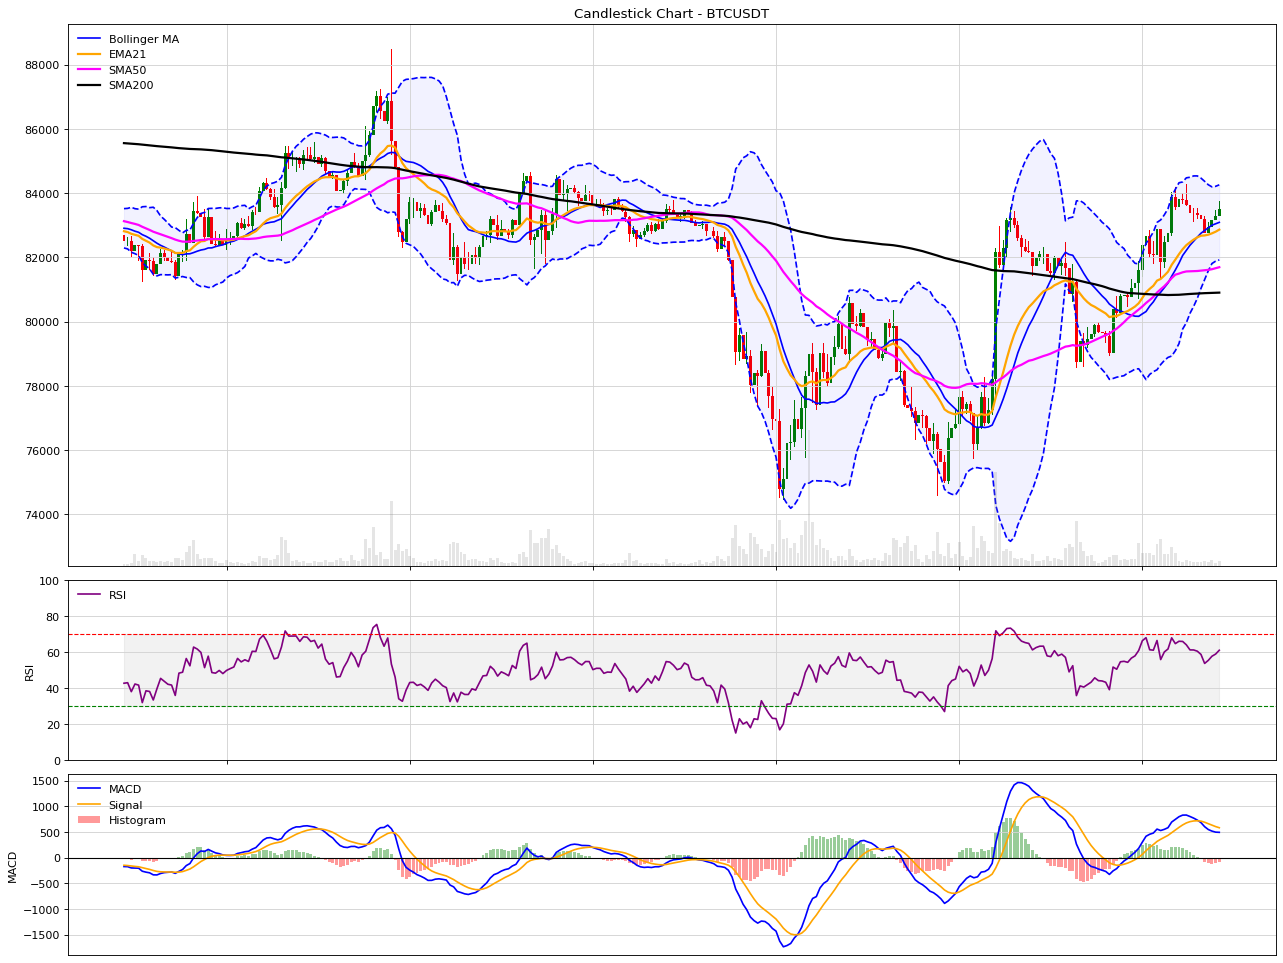 Candlestick Chart - BTCUSDT
Bollinger MA
EMA21
SMA50
SMA200
88000
86000
84000
82000
80000
78000
76000
74000
RSI
100
80
60
40
20
0
RSI
MACD
Signal
Histogram
1500
1000
500
0
−500
−1000
−1500
MACD